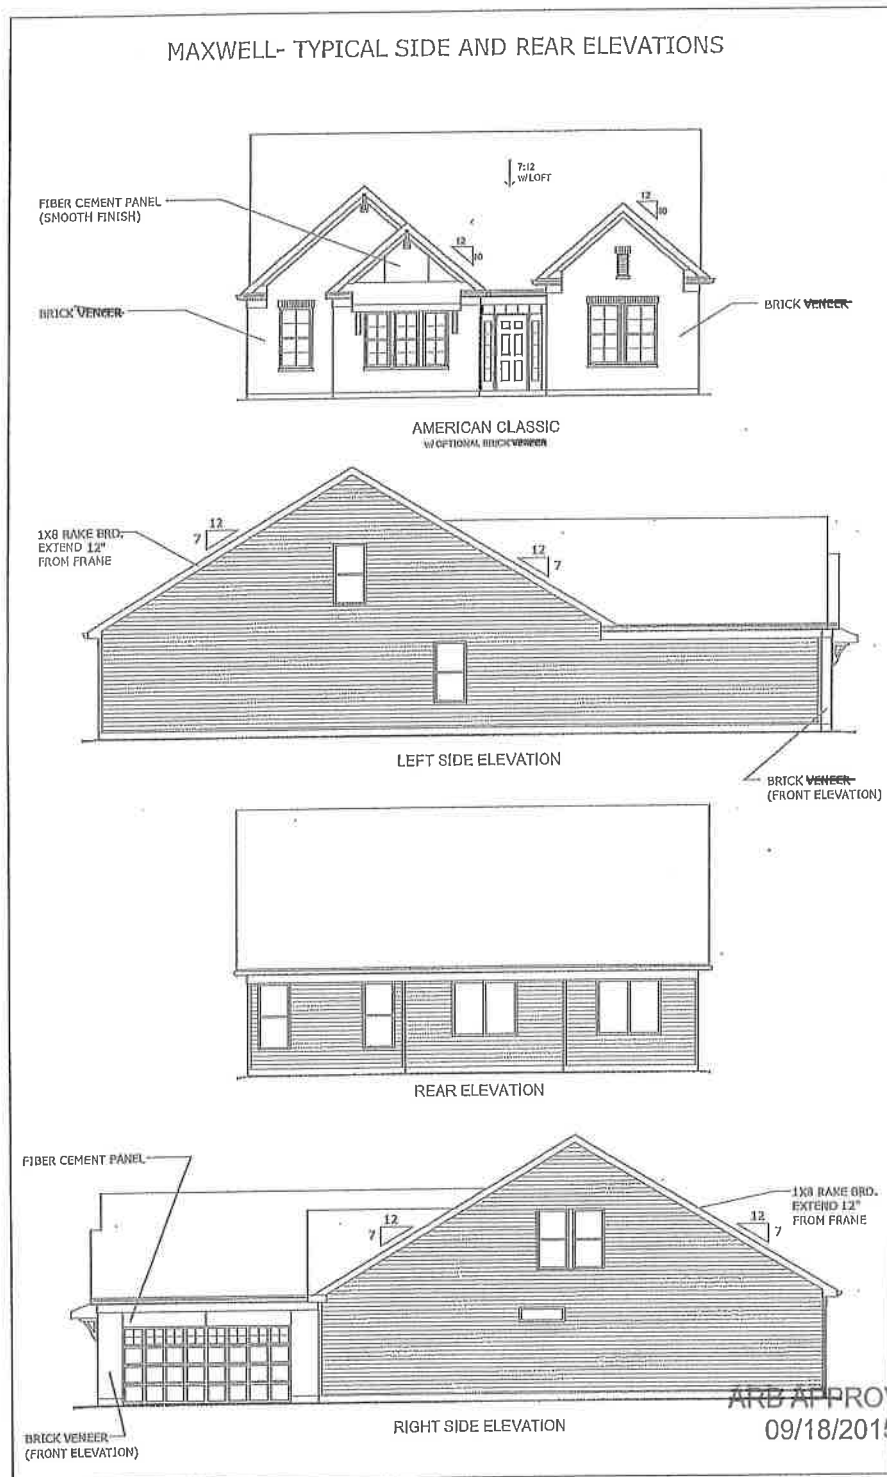 MAXWELL- TYPICAL SIDE AND REAR ELEVATIONS
7:12
w/LOFT
12
10
FIBER CEMENT PANEL
(SMOOTH FINISH)
12
10
BRICK VENEER
BRICK VENEER
AMERICAN CLASSIC
w/ OPTIONAL BRICK VENEER
12
7
1X8 RAKE BRD.
EXTEND 12"
FROM FRAME
12
7
LEFT SIDE ELEVATION
BRICK VENEER
(FRONT ELEVATION)
REAR ELEVATION
FIBER CEMENT PANEL
1X8 RAKE BRD.
EXTEND 12"
FROM FRAME
12
7
12
7
ARB APPROV
09/18/2015
RIGHT SIDE ELEVATION
BRICK VENEER
(FRONT ELEVATION)